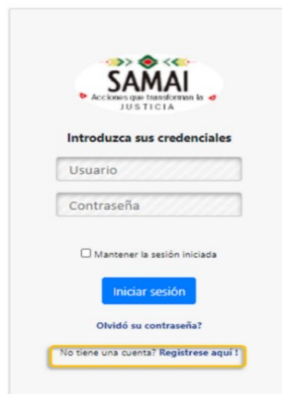 SAMAI
Acciones que transforman la
JUSTICIA
Introduzca sus credenciales
Usuario
Contraseña
Mantener la sesión iniciada
Iniciar sesión
Olvidó su contraseña?
No tiene una cuenta? Registrese aquí !